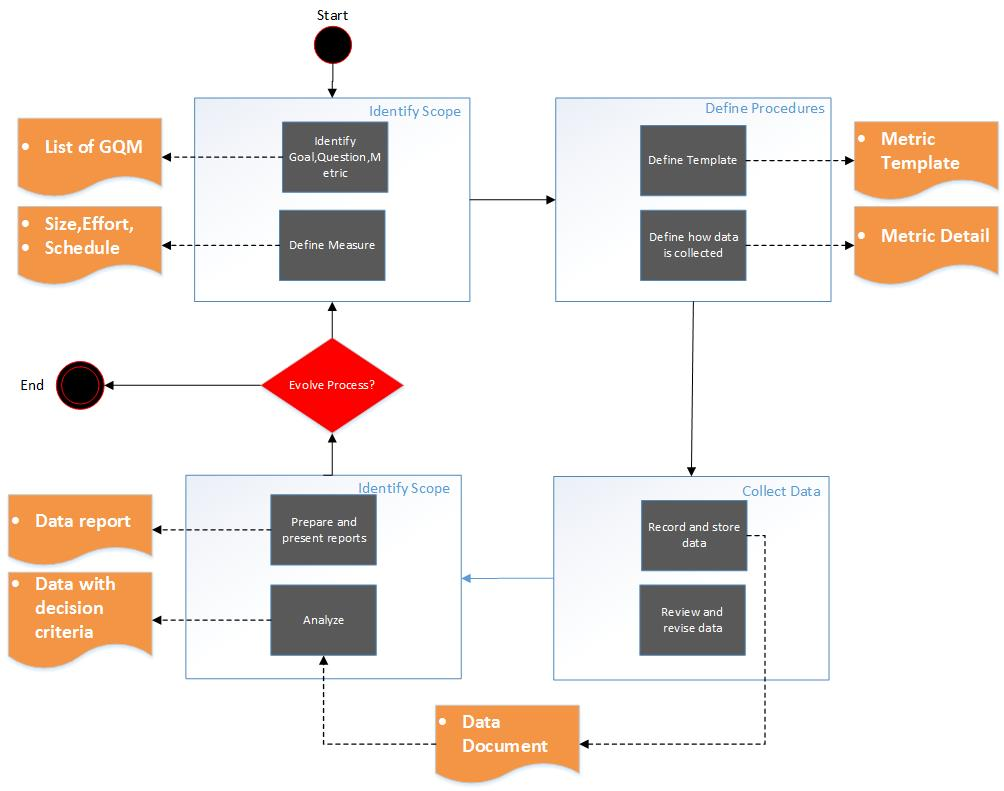 Start
Identify Scope
Identify
Goal,Question,M
etric
Define Measure
• List of GQM
• Size,Effort,
• Schedule
Define Procedures
Define Template
Define how data
is collected
• Metric
Template
• Metric Detail
Evolve Process?
End
Identify Scope
Prepare and
present reports
Analyze
• Data report
• Data with
decision
criteria
Collect Data
Record and store
data
Review and
revise data
• Data
Document